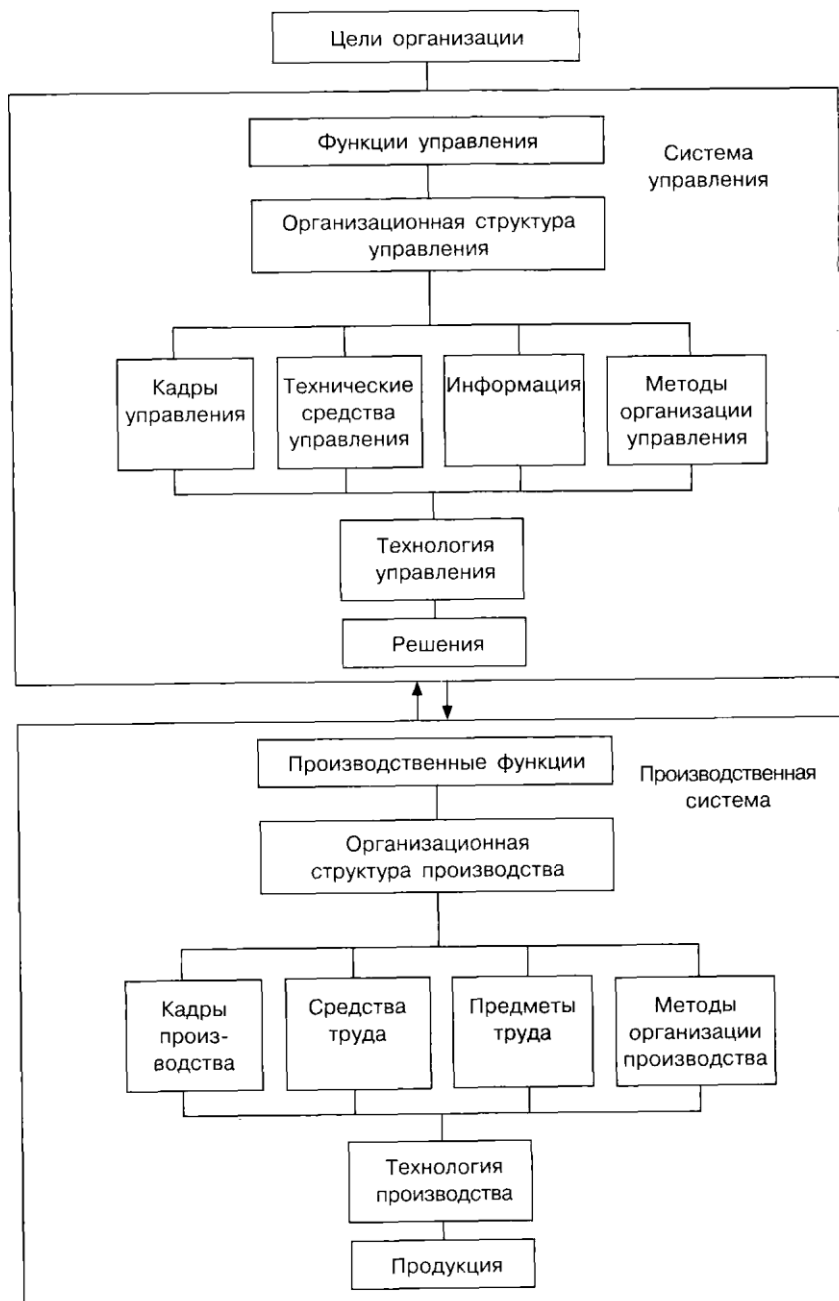 Цели организации
Функции управления
Система
управления
Организационная структура
управления
Кадры
управления
Технические
средства
управления
Информация
Методы
организации
управления
Технология
управления
Решения
Производственные функции
Производственная
система
Организационная
структура производства
Кадры
произ-
водства
Средства
труда
Предметы
труда
Методы
организации
производства
Технология
производства
Продукция